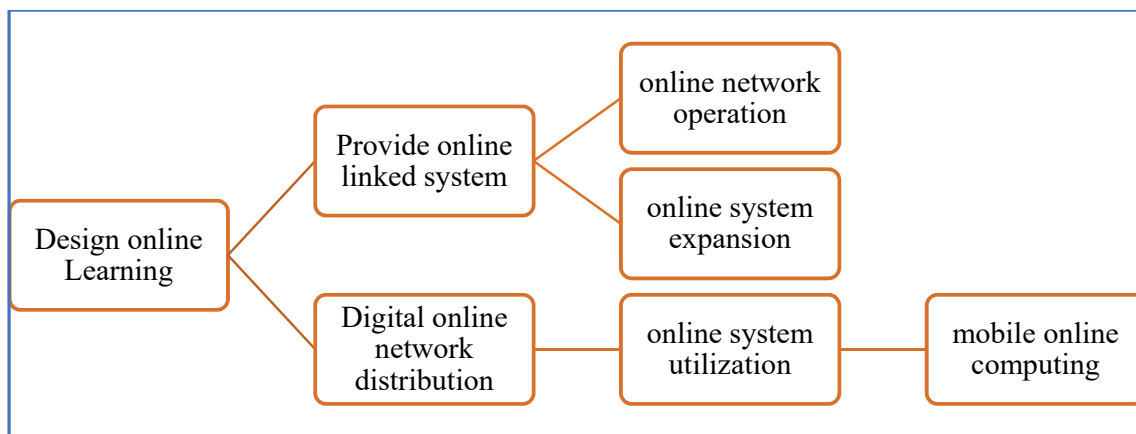 Design online
Learning
Provide online
linked system
online network
operation
online system
expansion
Digital online
network
distribution
online system
utilization
mobile online
computing